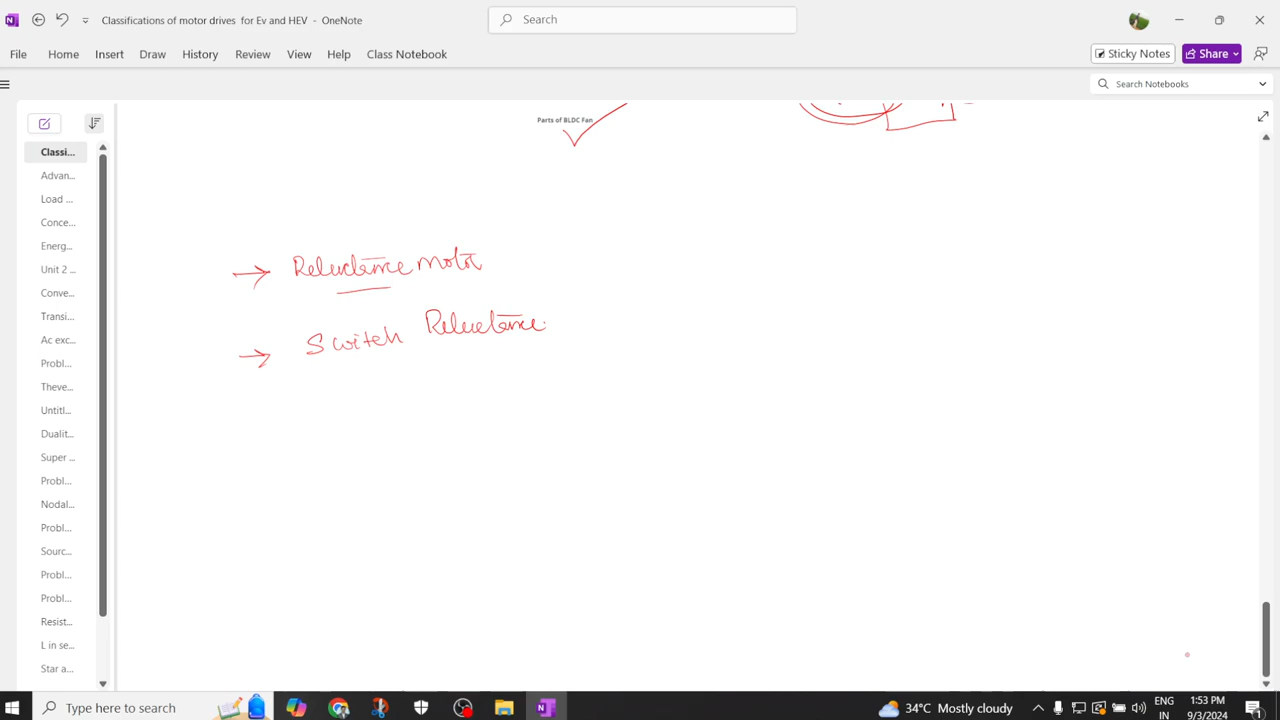 Classifications of motor drives for Ev and HEV - OneNote
Search
File Home Insert Draw History Review View Help Class Notebook
Sticky Notes Share
Search Notebooks
Parts of BLDC Fan
Classi...
Advan...
Load ...
Conce...
Energ...
Unit 2 ...
Conve...
Transi...
Ac exc...
Probl...
Theve...
Untitl...
Dualit...
Super ...
Probl...
Nodal...
Probl...
Sourc...
Probl...
Probl...
Resist...
L in se...
Star a...
→ Reluctance motor
→ Switch Reluctance
Type here to search
34°C Mostly cloudy
ENG
IN
1:53 PM
9/3/2024
1